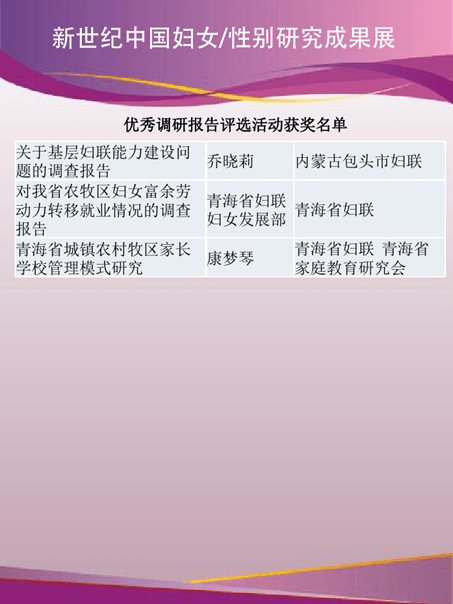 新世纪中国妇女/性别研究成果展
优秀调研报告评选活动获奖名单
关于基层妇联能力建设问
题的调查报告
乔晓莉
内蒙古包头市妇联
对我省农牧区妇女富余劳
动力转移就业情况的调查
报告
青海省妇联
妇女发展部
青海省妇联
青海省城镇农村牧区家长
学校管理模式研究
康梦琴
青海省妇联 青海省
家庭教育研究会